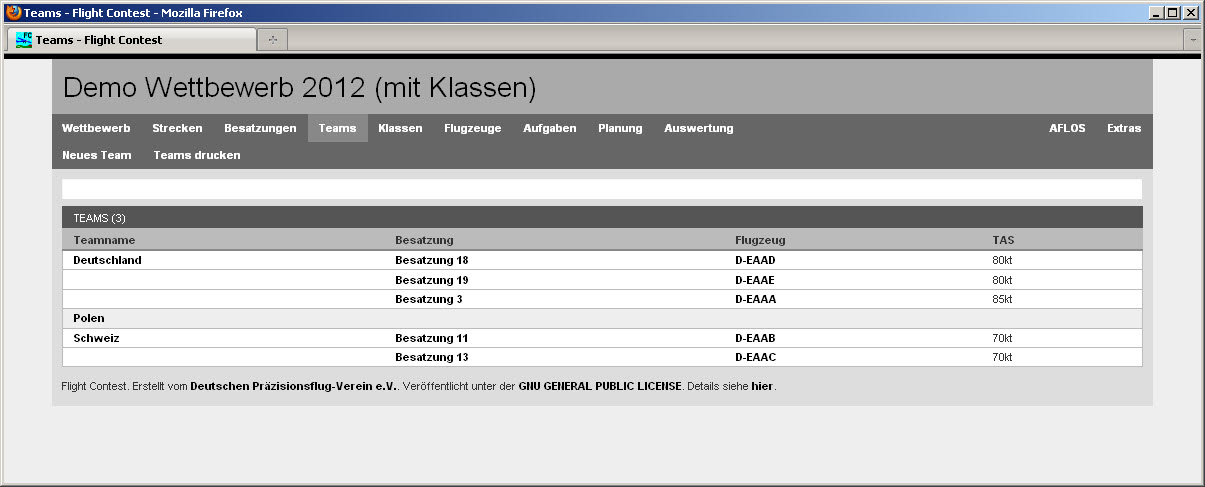 Teams - Flight Contest - Mozilla Firefox
FC Teams - Flight Contest
Demo Wettbewerb 2012 (mit Klassen)
Wettbewerb Strecken Besatzungen Teams Klassen Flugzeuge Aufgaben Planung Auswertung AFLOS Extras
Neues Team Teams drucken
TEAMS (3)
Teamname Besatzung Flugzeug TAS
Deutschland Besatzung 18 D-EAAD 80kt
Besatzung 19 D-EAAE 80kt
Besatzung 3 D-EAAA 85kt
Polen
Schweiz Besatzung 11 D-EAAB 70kt
Besatzung 13 D-EAAC 70kt
Flight Contest. Erstellt vom Deutschen Präzisionsflug-Verein e.V.. Veröffentlicht unter der GNU GENERAL PUBLIC LICENSE. Details siehe hier.